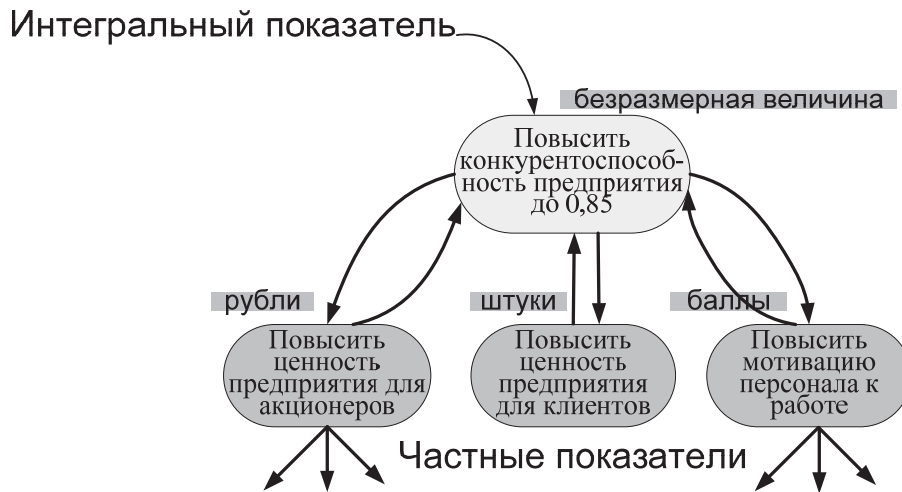 Интегральный показатель
безразмерная величина
Повысить
конкурентоспособ-
ность предприятия
до 0,85
рубли
штуки
баллы
Повысить
ценность
предприятия для
акционеров
Повысить
ценность
предприятия
для клиентов
Повысить
мотивацию
персонала к
работе
Частные показатели